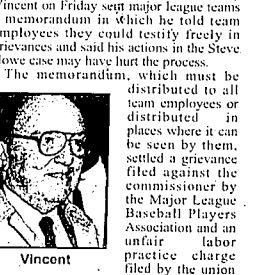 Vincent on Friday sent major league teams
memorandum in which he told team
employees they could testify freely in
grievances and said his actions in the Steve
Howe case may have hurt the process.
The memorandum, which must be
distributed to all
team employees or
distributed in
places where it can
be seen by them,
settled a grievance
filed against the
commissioner by
the Major League
Baseball Players
Association and an
unfair labor
practice charge
filed by the union
Vincent